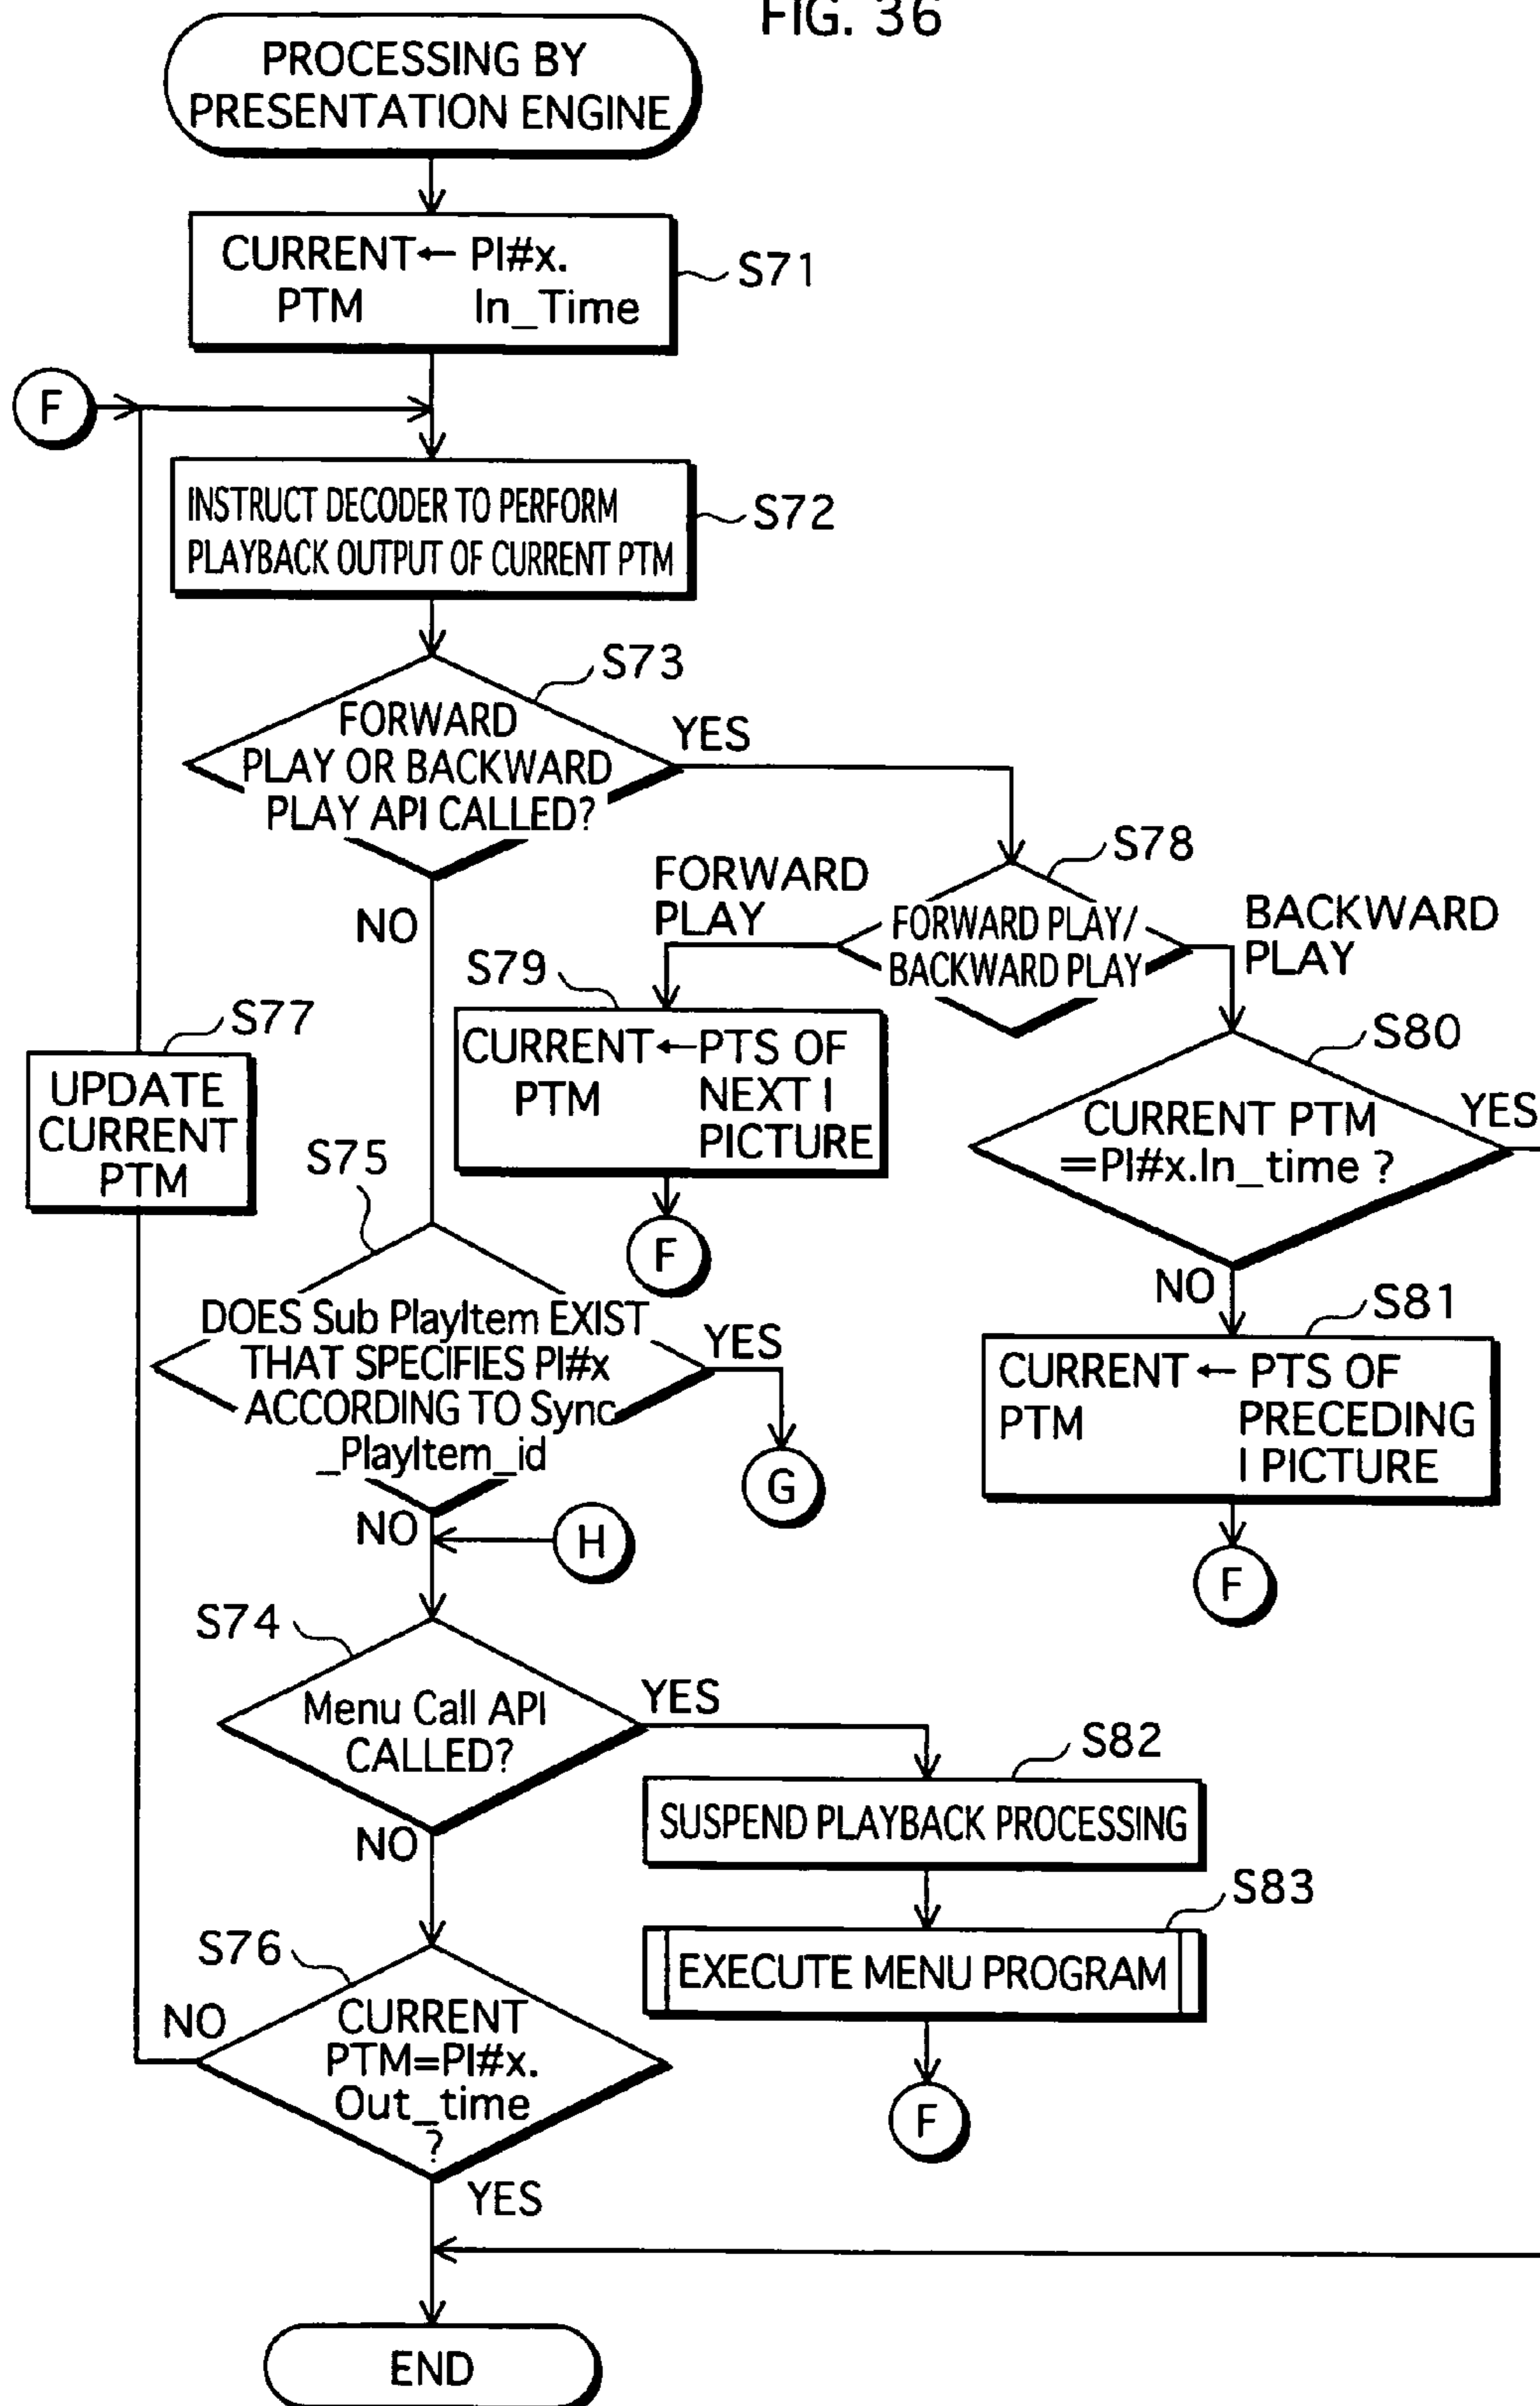 FIG. 36
PROCESSING BY
PRESENTATION ENGINE
CURRENT← PI#x.
PTM In_Time
S71
F
INSTRUCT DECODER TO PERFORM
PLAYBACK OUTPUT OF CURRENT PTM
S72
S73
FORWARD
PLAY OR BACKWARD
PLAY API CALLED?
YES
NO
S78
FORWARD
PLAY
FORWARD PLAY/
BACKWARD PLAY
BACKWARD
PLAY
S79
CURRENT←PTS OF
PTM NEXT I
PICTURE
F
S77
UPDATE
CURRENT
PTM
S80
CURRENT PTM
=PI#x.In_time ?
YES
NO
S81
CURRENT ← PTS OF
PTM PRECEDING
I PICTURE
F
S75
DOES Sub PlayItem EXIST
THAT SPECIFIES PI#x
ACCORDING TO Sync
_PlayItem_id
YES
G
NO
H
S74
Menu Call API
CALLED?
YES
NO
S82
SUSPEND PLAYBACK PROCESSING
S83
EXECUTE MENU PROGRAM
F
S76
NO
CURRENT
PTM=PI#x.
Out_time
?
YES
END